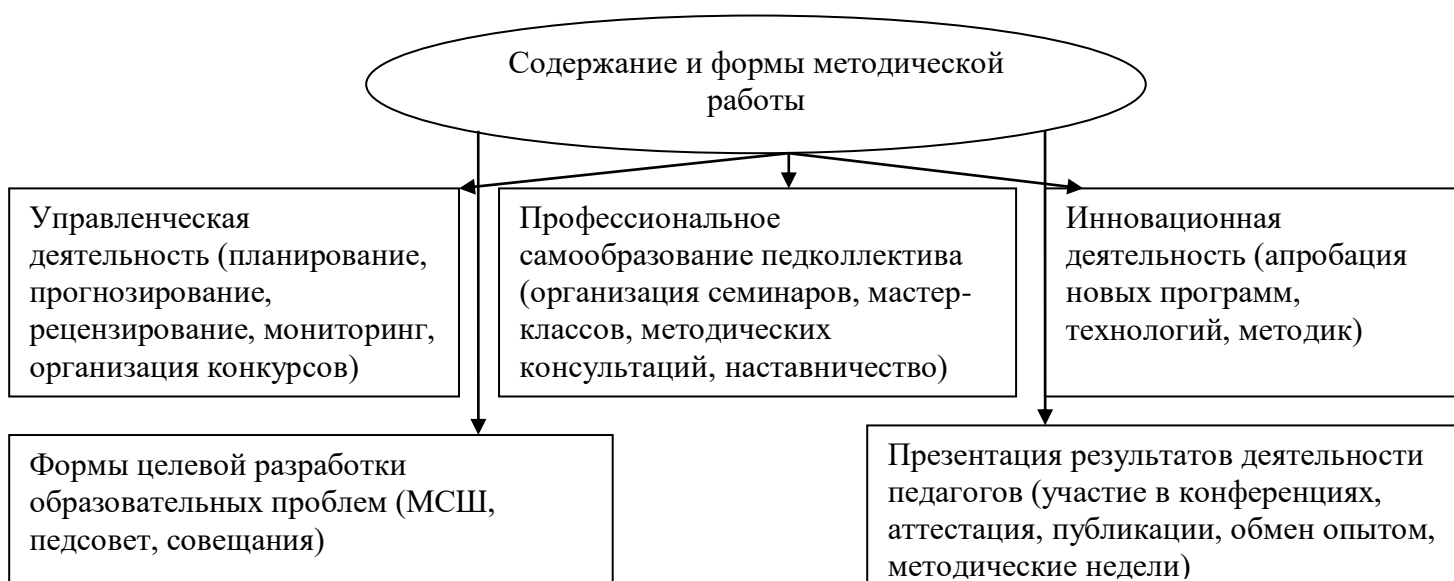 Содержание и формы методической
работы
Управленческая
деятельность (планирование,
прогнозирование,
рецензирование, мониторинг,
организация конкурсов)
Профессиональное
самообразование педколлектива
(организация семинаров, мастер-
классов, методических
консультаций, наставничество)
Инновационная
деятельность (апробация
новых программ,
технологий, методик)
Формы целевой разработки
образовательных проблем (МСШ,
педсовет, совещания)
Презентация результатов деятельности
педагогов (участие в конференциях,
аттестация, публикации, обмен опытом,
методические недели)